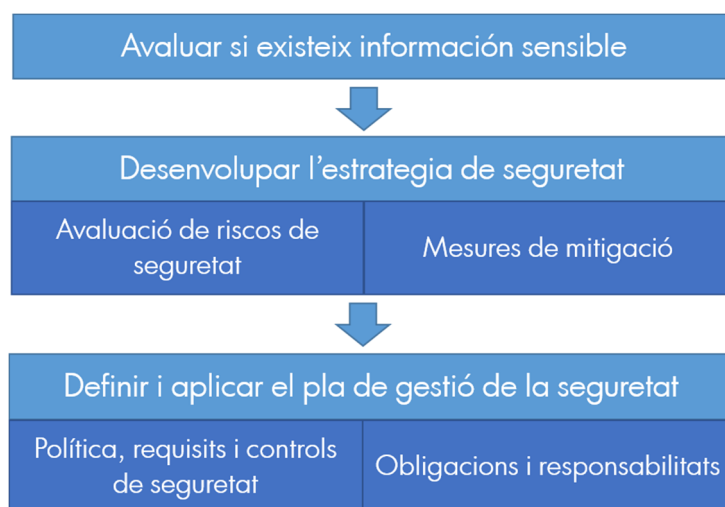 Avaluar si existeix información sensible
Desenvolupar l'estrategia de seguretat
Avaluació de riscos de
seguretat
Mesures de mitigació
Definir i aplicar el pla de gestió de la seguretat
Política, requisits i controls
de seguretat
Obligacions i responsabilitats